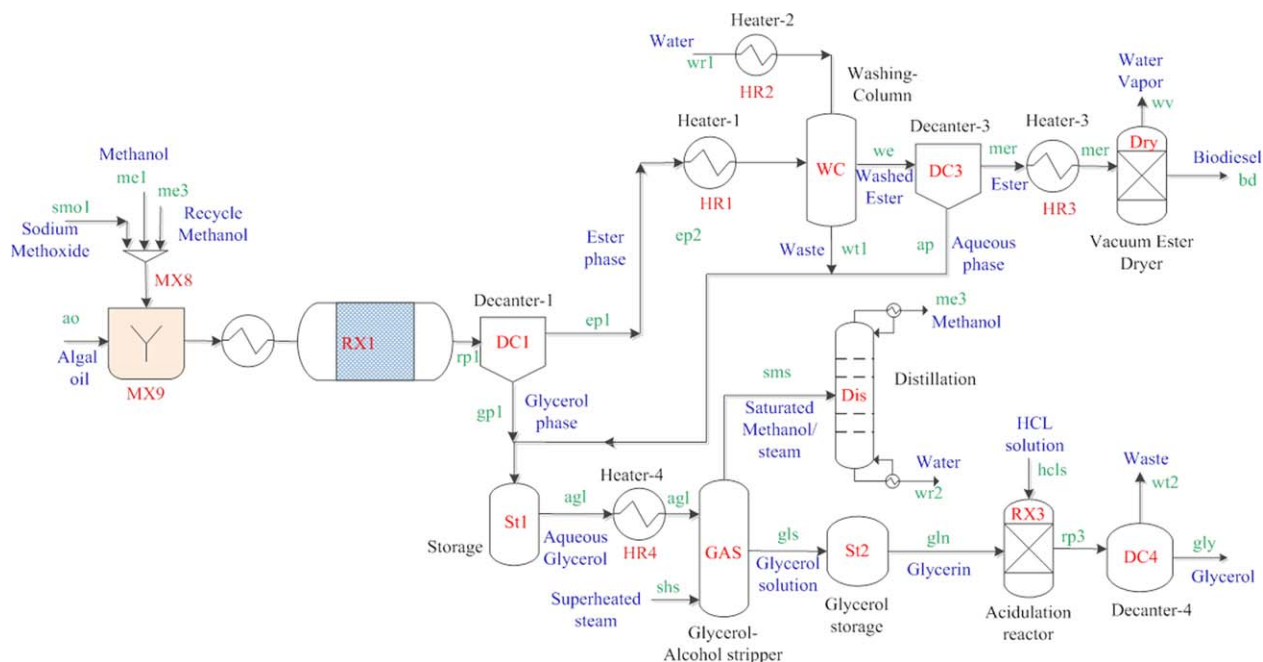 Heater-2
Water
wr1
HR2
Washing-
Column
Water
Vapor
wv
Heater-1
Decanter-3
Heater-3
HR1
WC
we
Washed
Ester
DC3
mer
Ester
mer
HR3
Dry
Biodiesel
bd
Vacuum Ester
Dryer
Methanol
me1
me3
smo1
Sodium
Methoxide
Recycle
Methanol
MX8
Ester
phase
ep2
Waste
wt1
ap
Aqueous
phase
ao
Algal
oil
MX9
RX1
rp1
Decanter-1
DC1
ep1
gp1
Glycerol
phase
me3
Methanol
sms
Saturated
Methanol/
steam
Dis
Distillation
Water
wr2
HCL
solution
hcls
Waste
wt2
Heater-4
Storage
St1
agl
Aqueous
Glycerol
agl
HR4
GAS
gls
Glycerol
solution
St2
gln
Glycerin
RX3
rp3
DC4
gly
Glycerol
Superheated
steam
shs
Glycerol-
Alcohol stripper
Glycerol
storage
Acidulation
reactor
Decanter-4